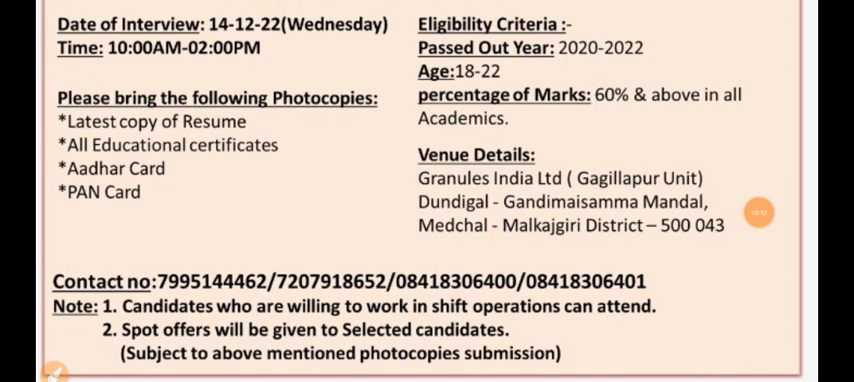 Date of Interview: 14-12-22(Wednesday)
Time: 10:00AM-02:00PM
Please bring the following Photocopies:
*Latest copy of Resume
*All Educational certificates
*Aadhar Card
*PAN Card
Eligibility Criteria :-
Passed Out Year: 2020-2022
Age:18-22
percentage of Marks: 60% & above in all
Academics.
Venue Details:
Granules India Ltd ( Gagillapur Unit)
Dundigal - Gandimaisamma Mandal,
Medchal - Malkajgiri District – 500 043
10:13
Contact no:7995144462/7207918652/08418306400/08418306401
Note: 1. Candidates who are willing to work in shift operations can attend.
2. Spot offers will be given to Selected candidates.
(Subject to above mentioned photocopies submission)